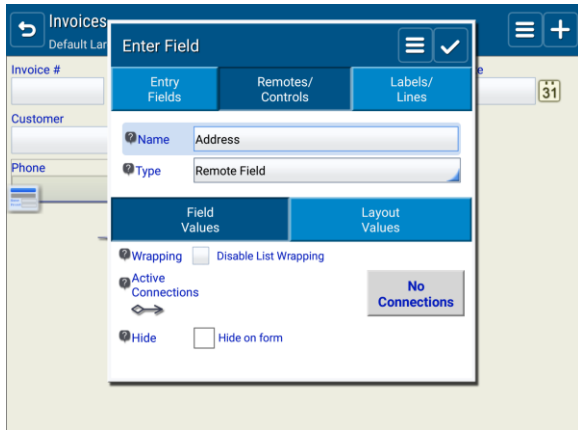 Invoices
Default Lar
Enter Field
Invoice #
Entry
Fields
Remotes/
Controls
Labels/
Lines
e
31
Customer
Name
Address
Phone
Type
Remote Field
Field
Values
Layout
Values
Wrapping
Disable List Wrapping
Active
Connections
No
Connections
Hide
Hide on form